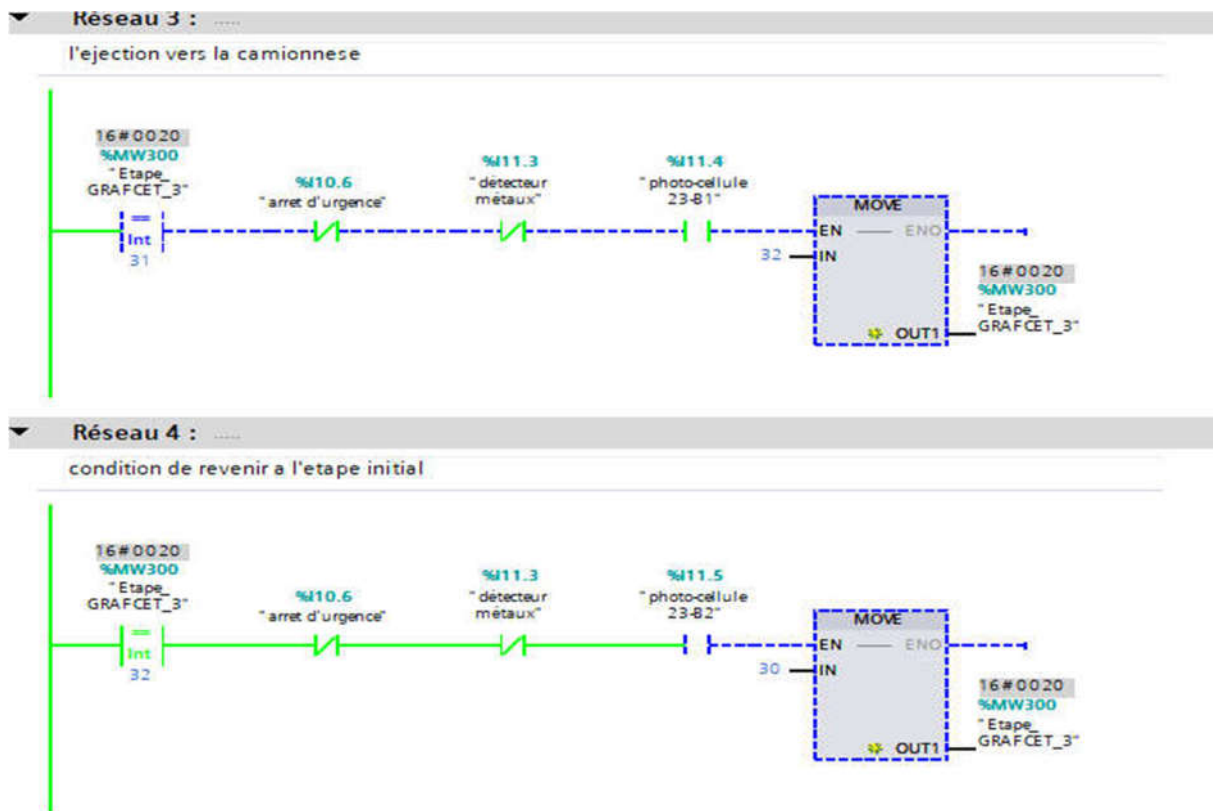 Réseau 3 : .....
l'ejection vers la camionnese
16#0020
%MW300
"Etape_
GRAFCET_3"
%I10.6
"arret d'urgence"
%I11.3
"détecteur
métaux"
%I11.4
"photo-cellule
23-B1"
==
Int
31
MOVE
EN ENO
32 IN
OUT1
16#0020
%MW300
"Etape_
GRAFCET_3"
Réseau 4 : .....
condition de revenir a l'etape initial
16#0020
%MW300
"Etape_
GRAFCET_3"
%I10.6
"arret d'urgence"
%I11.3
"détecteur
métaux"
%I11.5
"photo-cellule
23-B2"
==
Int
32
MOVE
EN ENO
30 IN
OUT1
16#0020
%MW300
"Etape_
GRAFCET_3"